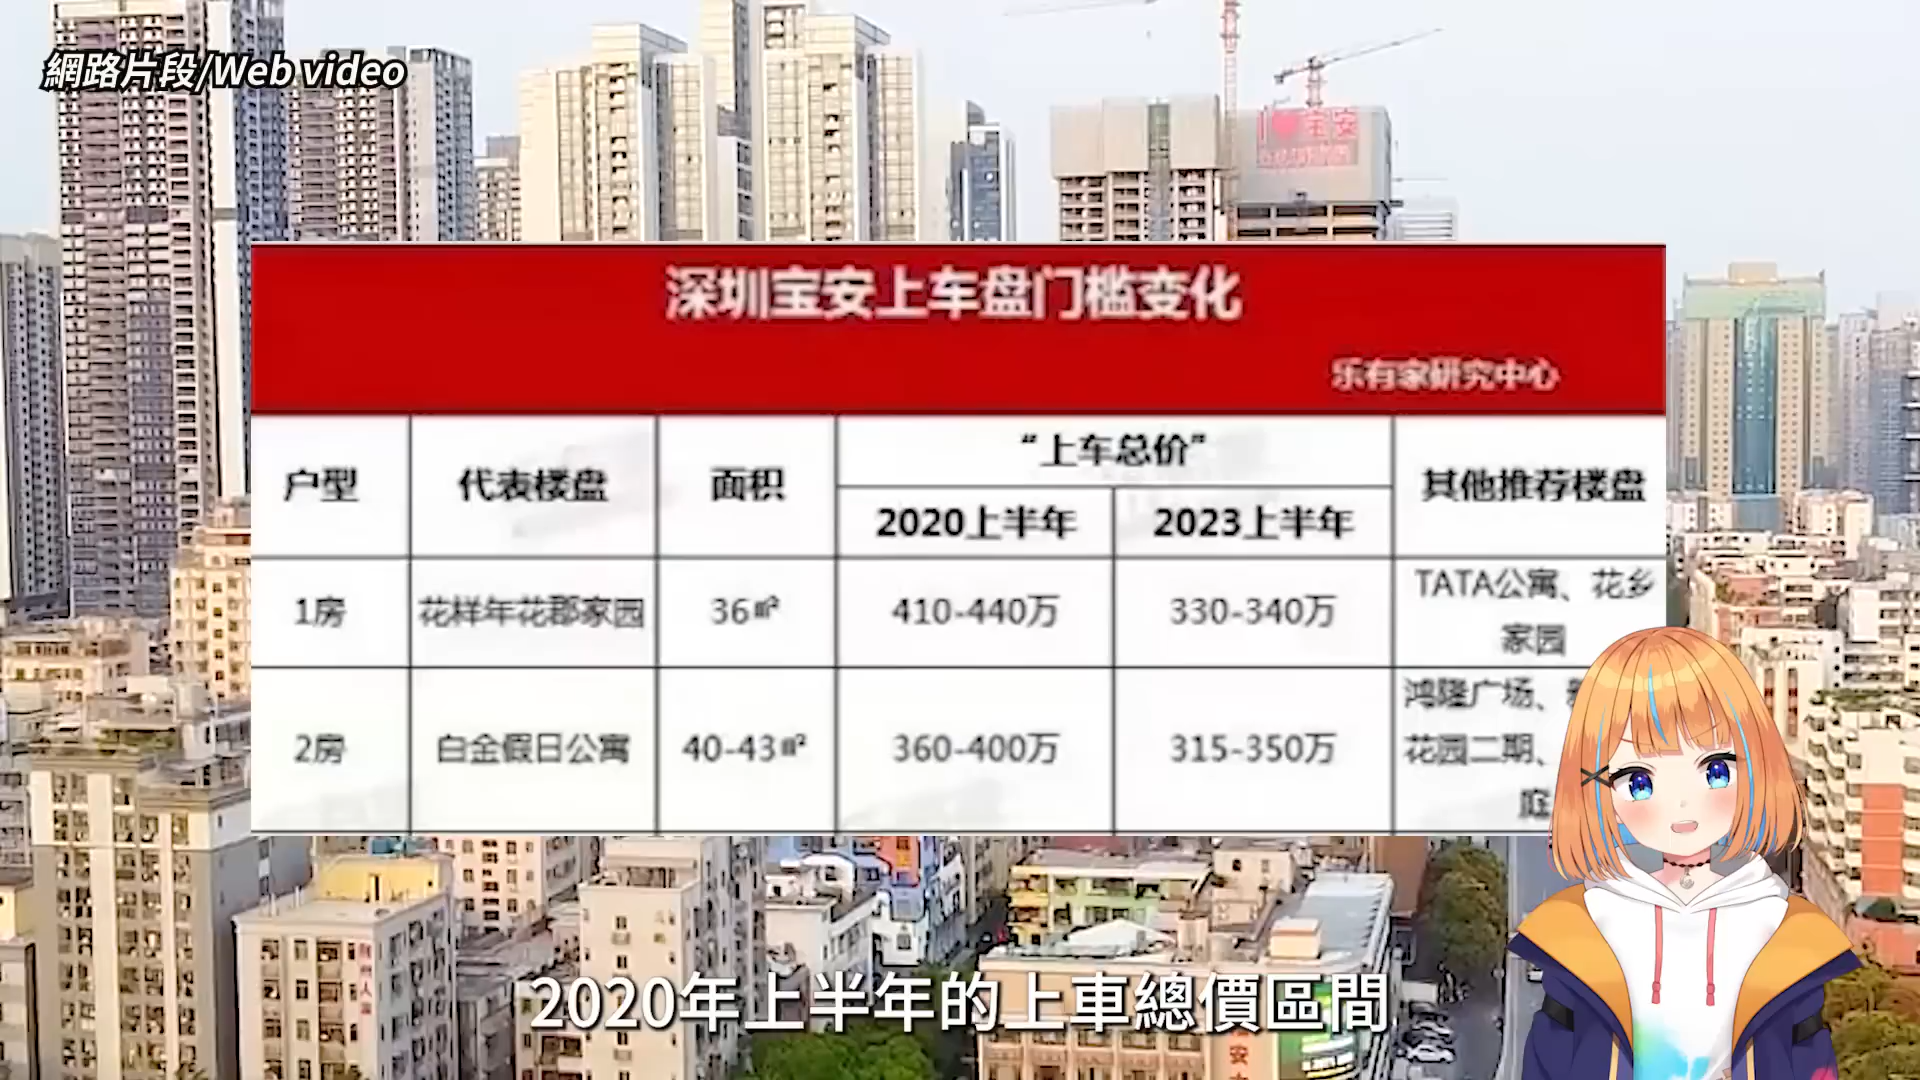 網路片段/Web video
I ❤ 宝安
深圳宝安上车盘门槛变化
乐有家研究中心
户型
代表楼盘
面积
“上车总价”
2020上半年
2023上半年
其他推荐楼盘
1房
花样年花郡家园
36㎡
410-440万
330-340万
TATA公寓、花乡
家园
2房
白金假日公寓
40-43㎡
360-400万
315-350万
鸿隆广场、
花园二期、
庭
2020年上半年的上車總價區間
安